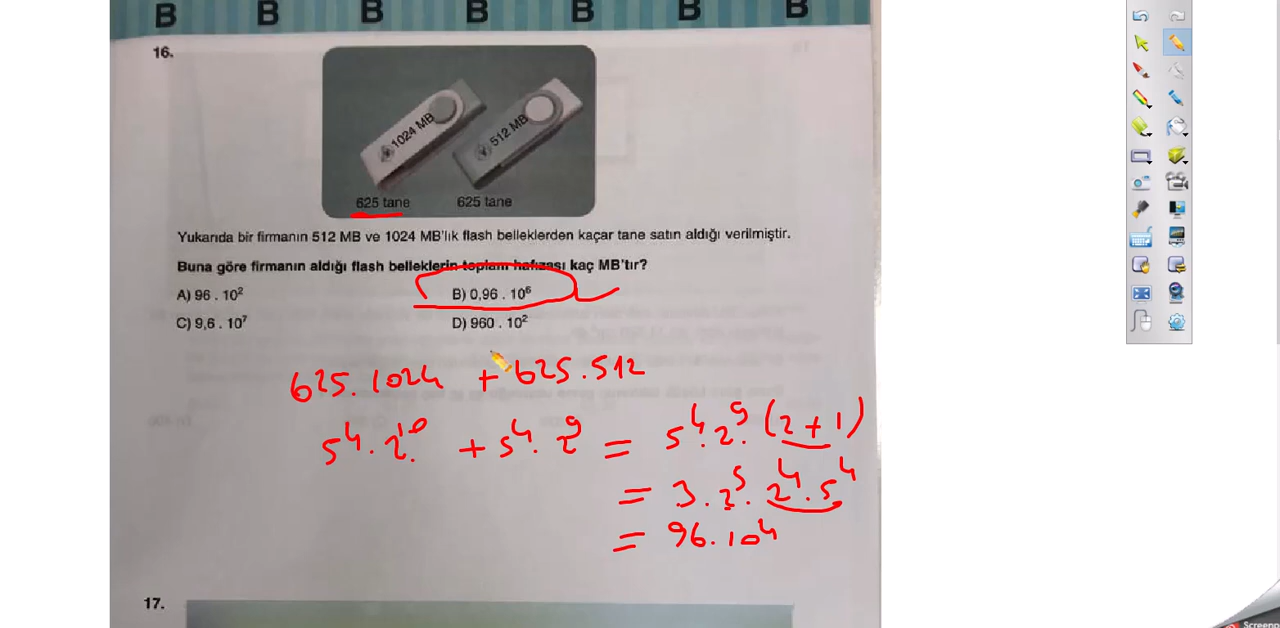 B B B B B B B
16.
1024 MB
512 MB
625 tane 625 tane
Yukarıda bir firmanın 512 MB ve 1024 MB'lık flash belleklerden kaçar tane satın aldığı verilmiştir.
Buna göre firmanın aldığı flash belleklerin toplam hafızası kaç MB'tır?
A) 96 . 10²
B) 0,96 . 10⁶
C) 9,6 . 10⁷
D) 960 . 10²
625.1024 + 625.512
5⁴.2¹⁰ + 5⁴.2⁹ = 5⁴.2⁹.(2+1)
= 3.2⁵.2⁴.5⁴
= 96.10⁴
17.